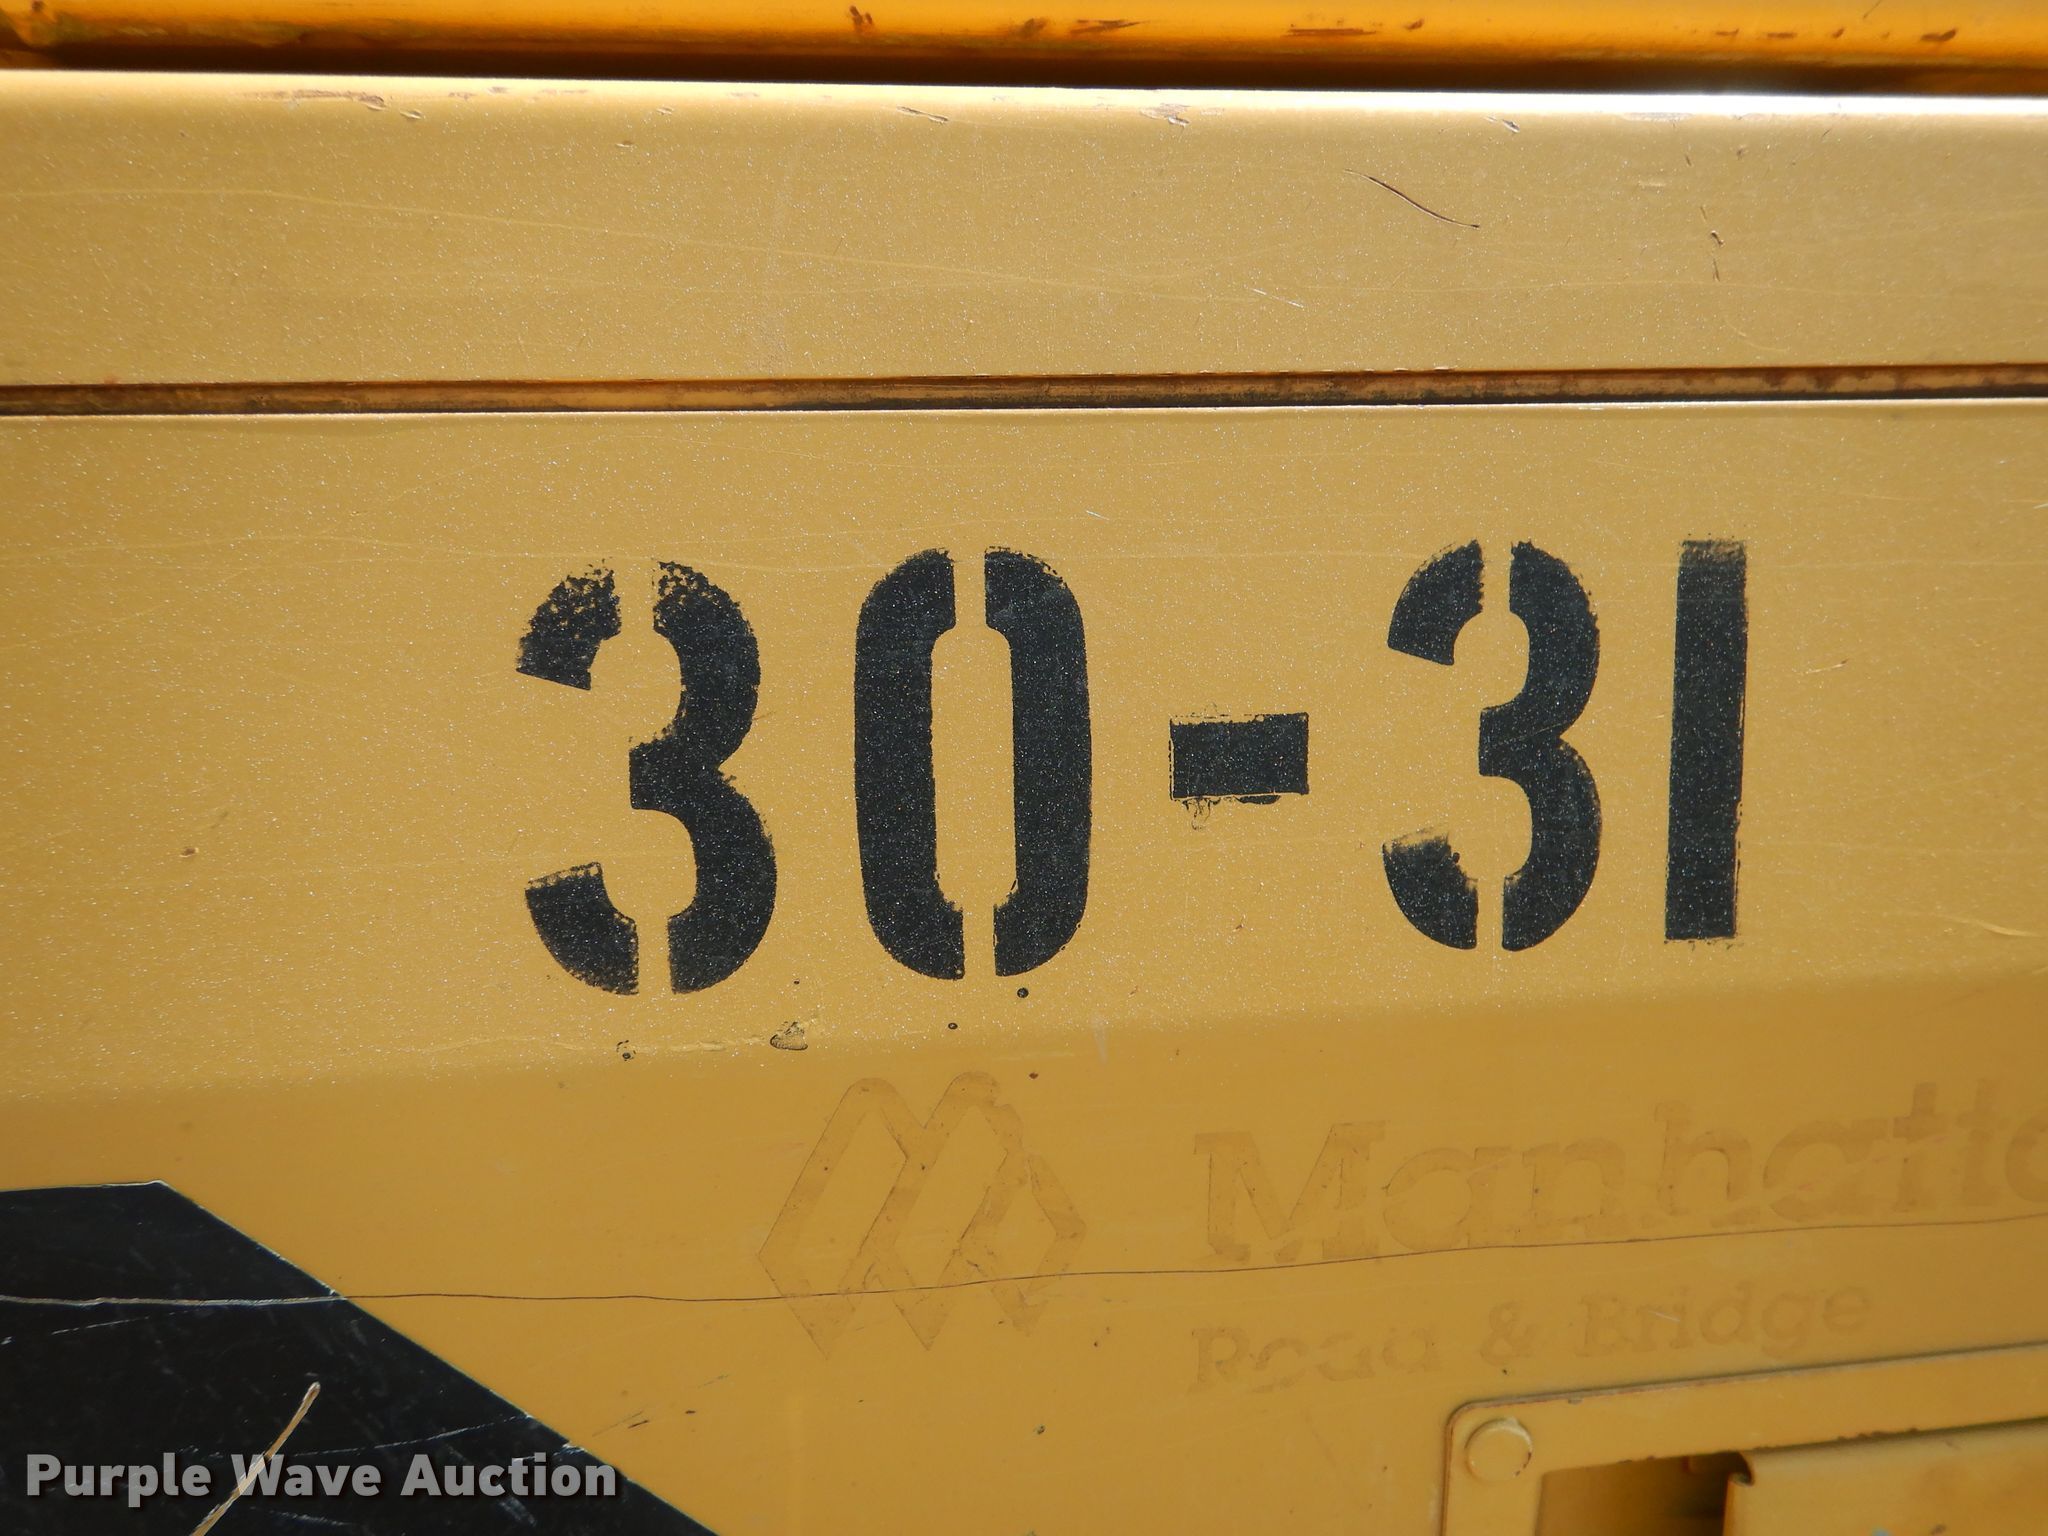 30-31
Manhatta
Road & Bridge
Purple Wave Auction